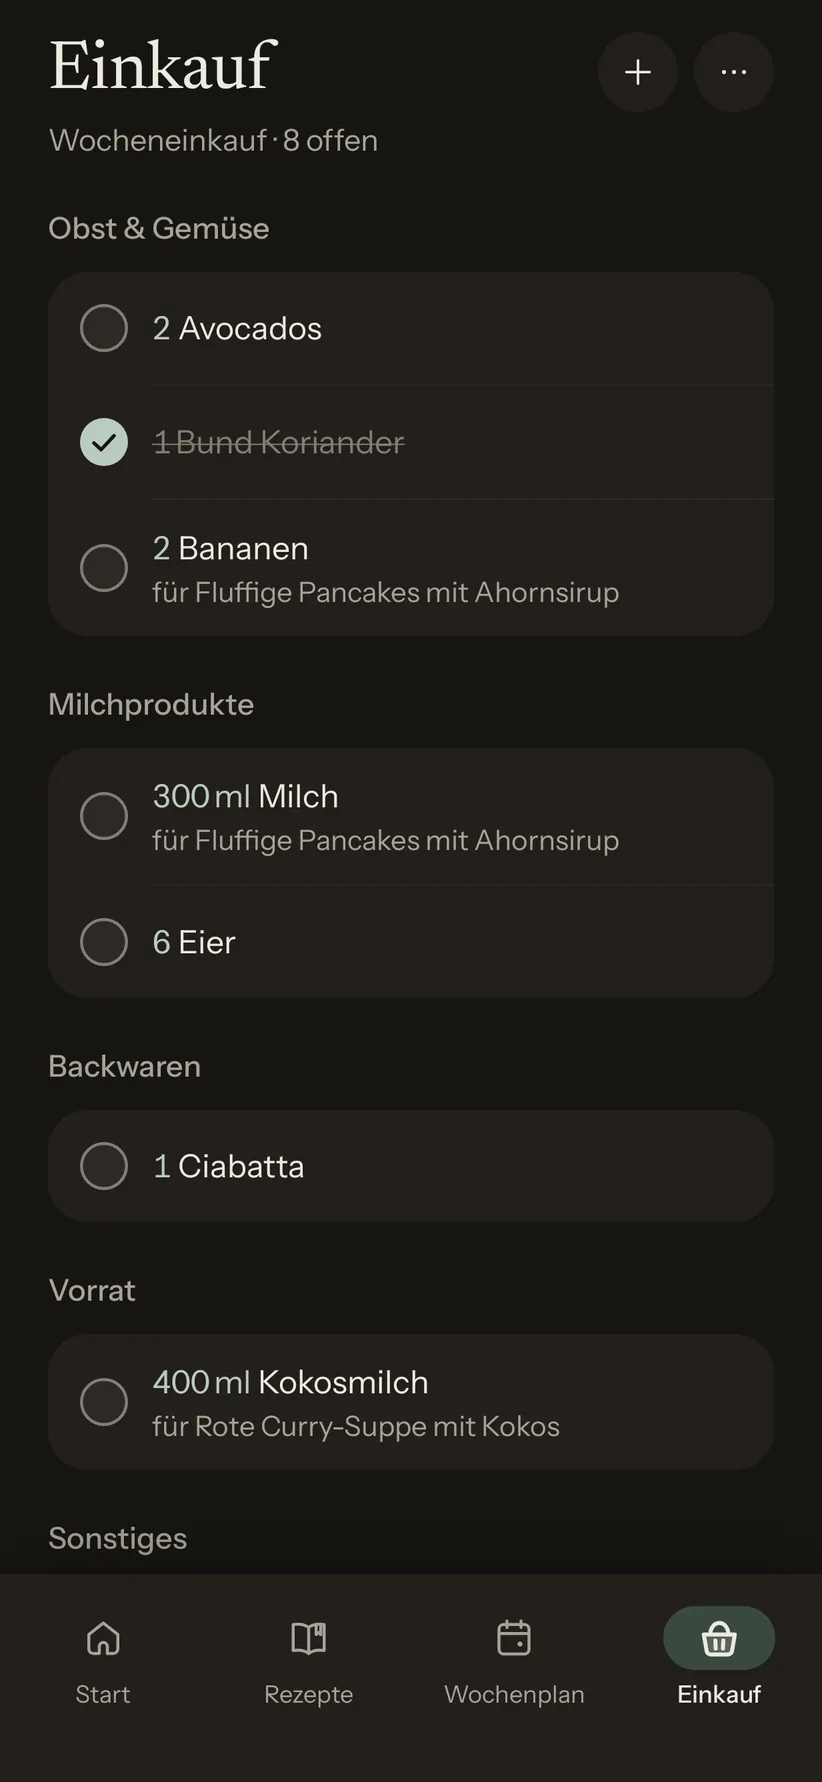 Einkauf
Wocheneinkauf · 8 offen
Obst & Gemüse
2 Avocados
1 Bund Koriander
2 Bananen
für Fluffige Pancakes mit Ahornsirup
Milchprodukte
300 ml Milch
für Fluffige Pancakes mit Ahornsirup
6 Eier
Backwaren
1 Ciabatta
Vorrat
400 ml Kokosmilch
für Rote Curry-Suppe mit Kokos
Sonstiges
Start
Rezepte
Wochenplan
Einkauf